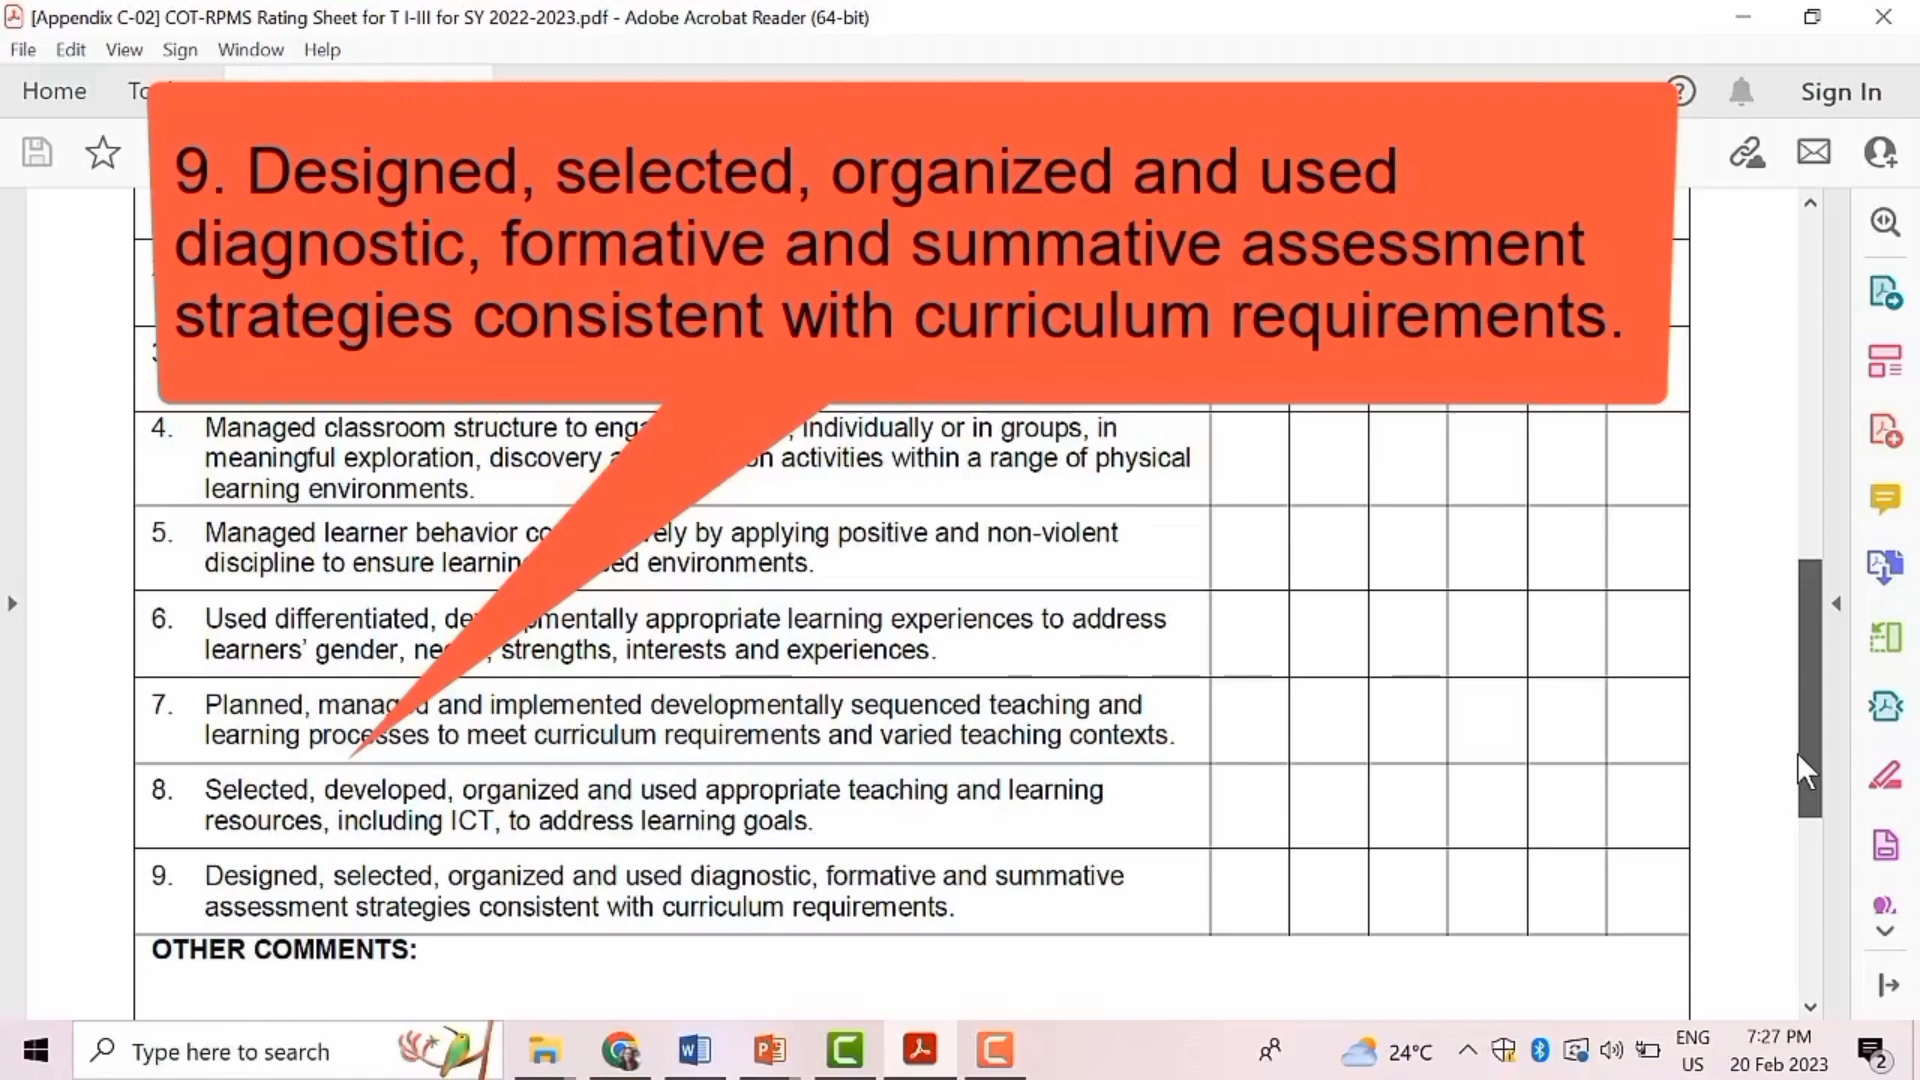 [Appendix C-02] COT-RPMS Rating Sheet for T I-III for SY 2022-2023.pdf - Adobe Acrobat Reader (64-bit)
File Edit View Sign Window Help
Home
Sign In
9. Designed, selected, organized and used
diagnostic, formative and summative assessment
strategies consistent with curriculum requirements.
4. Managed classroom structure to individually or in groups, in
meaningful exploration, discovery activities within a range of physical
learning environments.
5. Managed learner behavior by applying positive and non-violent
discipline to ensure environments.
6. Used differentiated, appropriate learning experiences to address
learners' gender, strengths, interests and experiences.
7. Planned, managed and implemented developmentally sequenced teaching and
learning processes to meet curriculum requirements and varied teaching contexts.
8. Selected, developed, organized and used appropriate teaching and learning
resources, including ICT, to address learning goals.
9. Designed, selected, organized and used diagnostic, formative and summative
assessment strategies consistent with curriculum requirements.
OTHER COMMENTS:
Type here to search
24°C
ENG
US
7:27 PM
20 Feb 2023
2